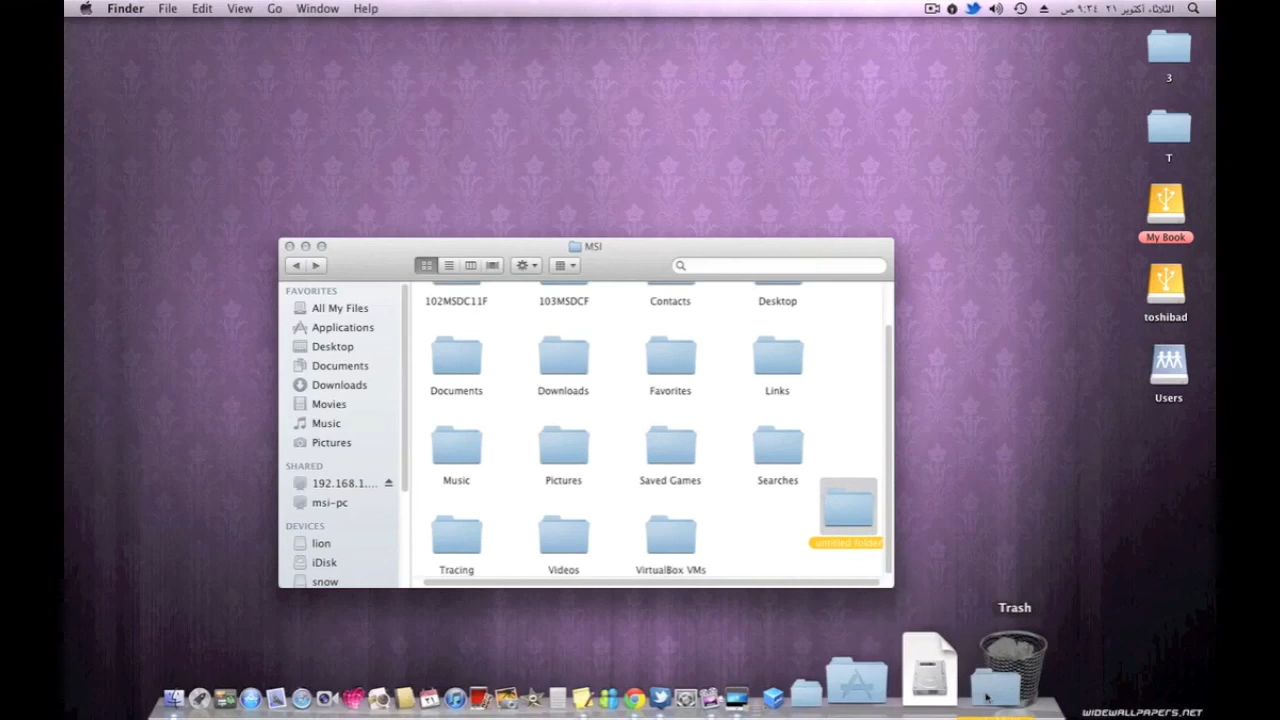 Finder File Edit View Go Window Help الثلاثاء أكتوبر ٢١ ٩:٣٤ ص
3
T
My Book
toshibad
Users
MSI
FAVORITES
All My Files
Applications
Desktop
Documents
Downloads
Movies
Music
Pictures
SHARED
192.168.1....
msi-pc
DEVICES
lion
iDisk
snow
102MSDC11F 103MSDCF Contacts Desktop
Documents Downloads Favorites Links
Music Pictures Saved Games Searches
untitled folder
Tracing Videos VirtualBox VMs
Trash
WIDEWALLPAPERS.NET